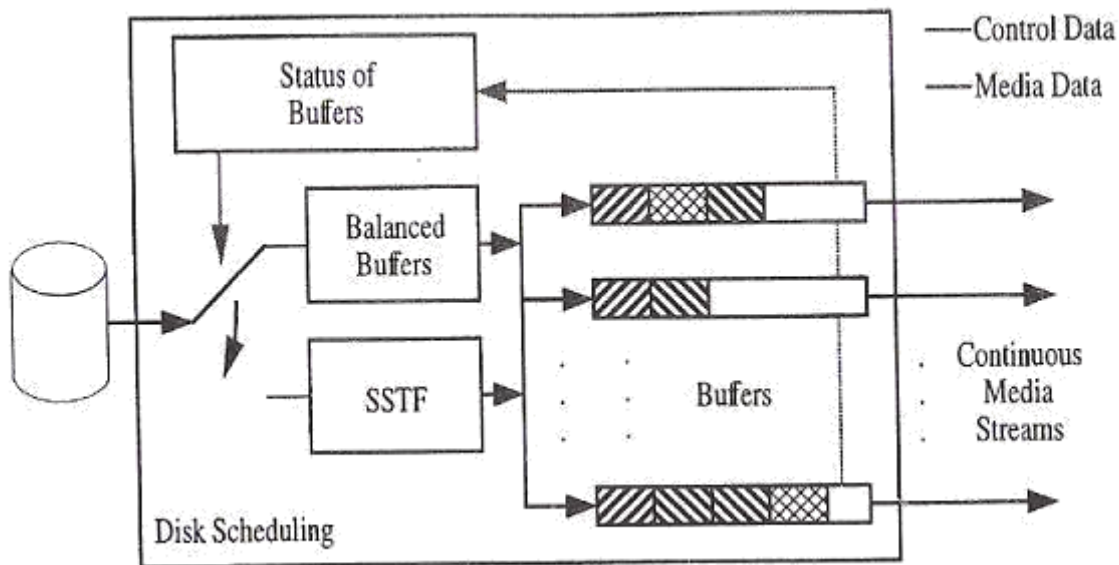 Control Data
Media Data
Status of
Buffers
Balanced
Buffers
SSTF
Buffers
Continuous
Media
Streams
Disk Scheduling